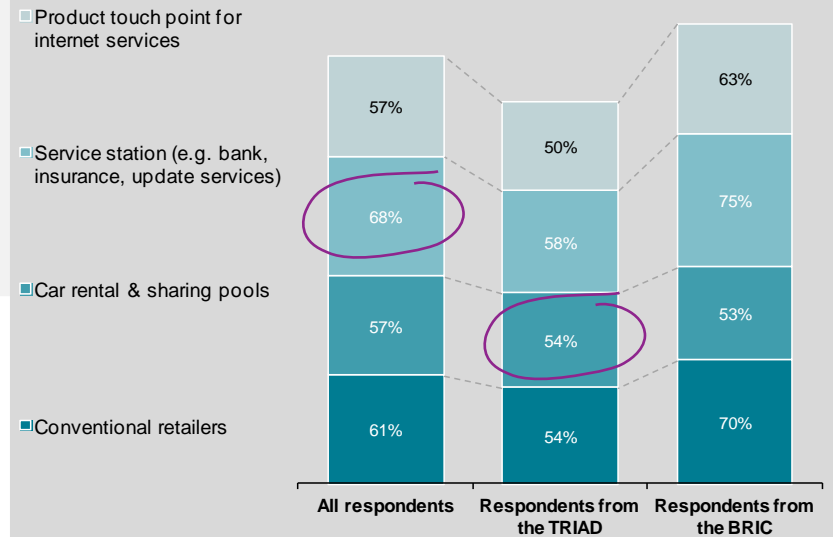 Product touch point for
internet services
Service station (e.g. bank,
insurance, update services)
Car rental & sharing pools
Conventional retailers
57%
68%
57%
61%
50%
58%
54%
54%
63%
75%
53%
70%
All respondents
Respondents from
the TRIAD
Respondents from
the BRIC